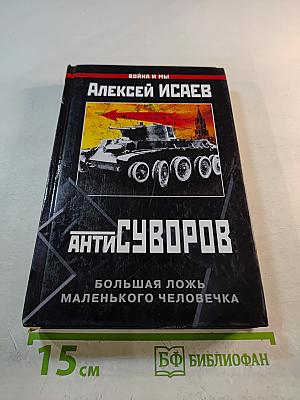 ВОЙНА И МЫ
АЛЕКСЕЙ ИСАЕВ
АНТИСУВОРОВ
БОЛЬШАЯ ЛОЖЬ
МАЛЕНЬКОГО ЧЕЛОВЕЧКА
15 см
БФ БИБЛИОФАН